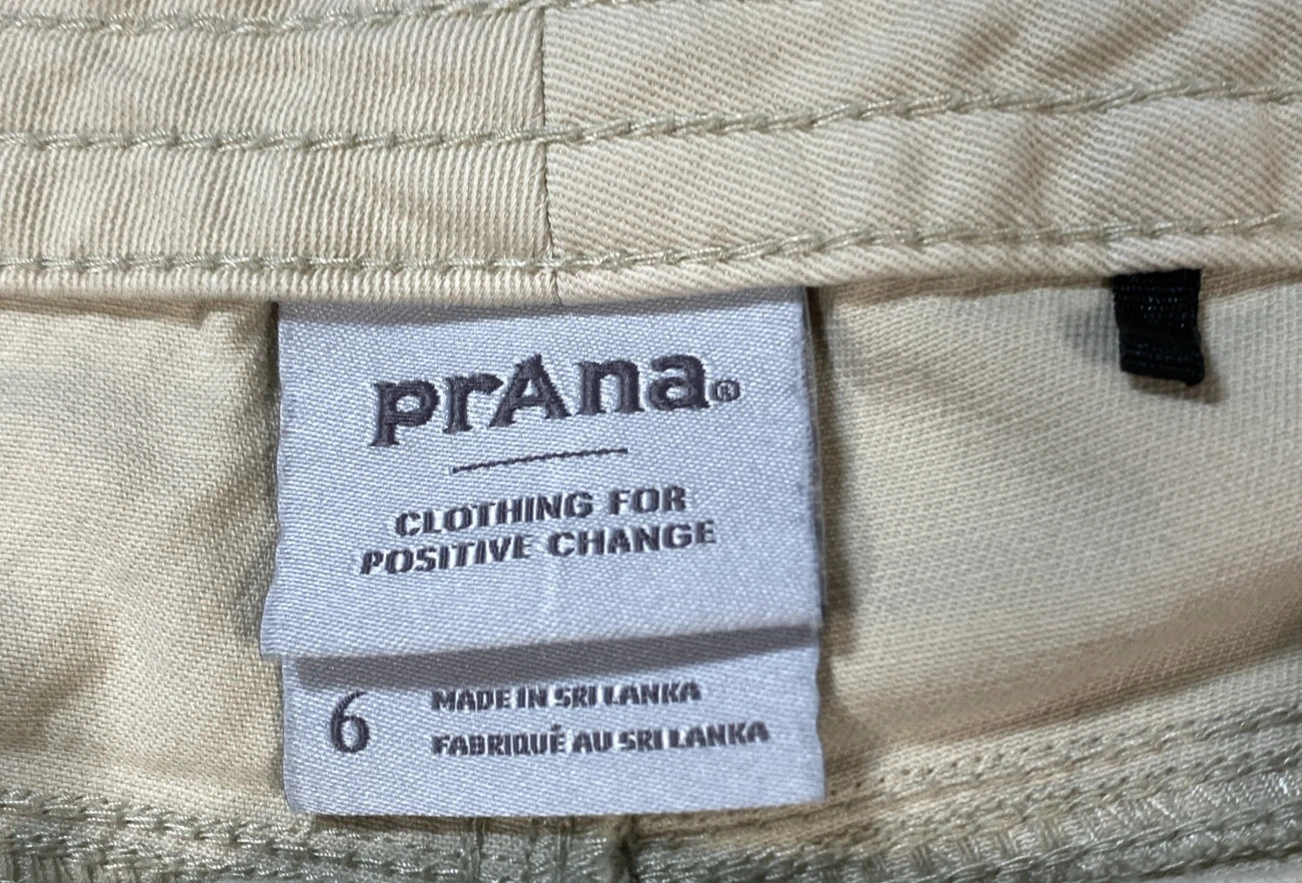 prAna®
CLOTHING FOR
POSITIVE CHANGE
6
MADE IN SRI LANKA
FABRIQUÉ AU SRI LANKA